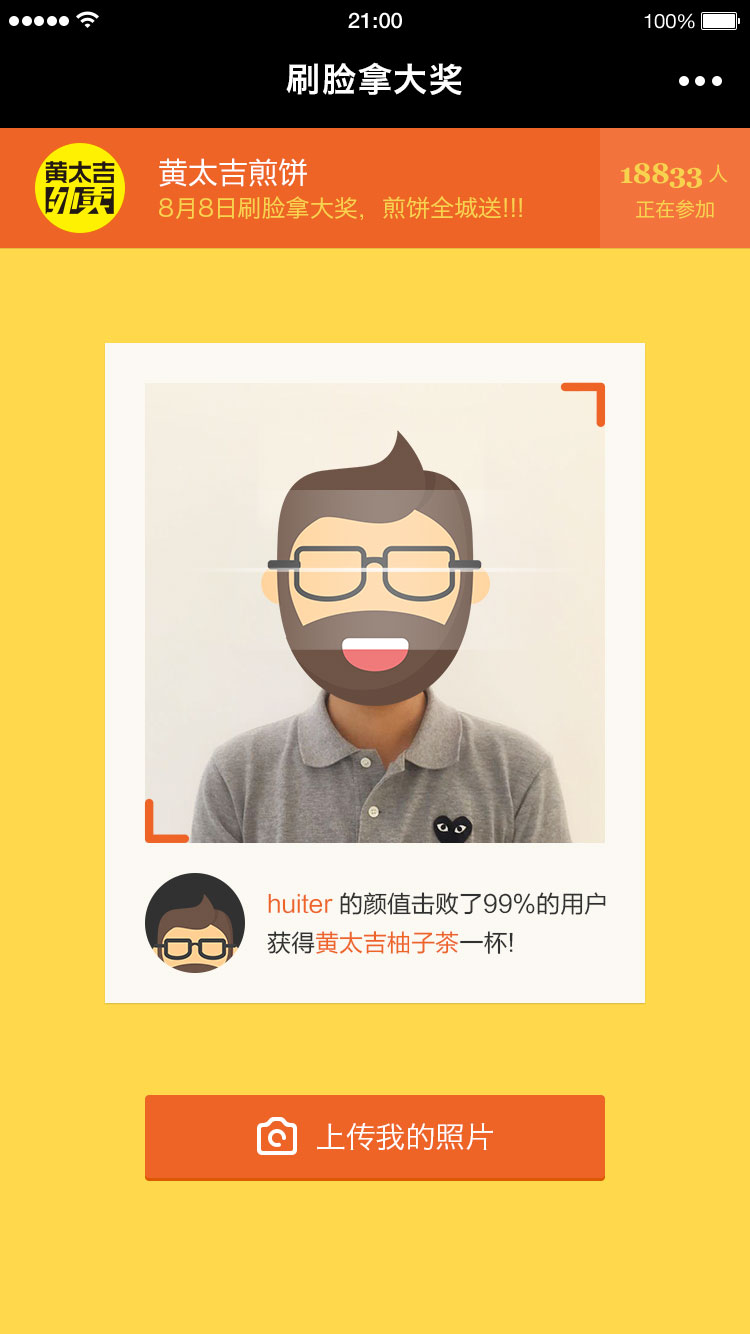 21:00
100%
刷脸拿大奖
黄太吉
外卖
黄太吉煎饼
8月8日刷脸拿大奖，煎饼全城送!!!
18833 人
正在参加
huiter 的颜值击败了99%的用户
获得黄太吉柚子茶一杯!
上传我的照片